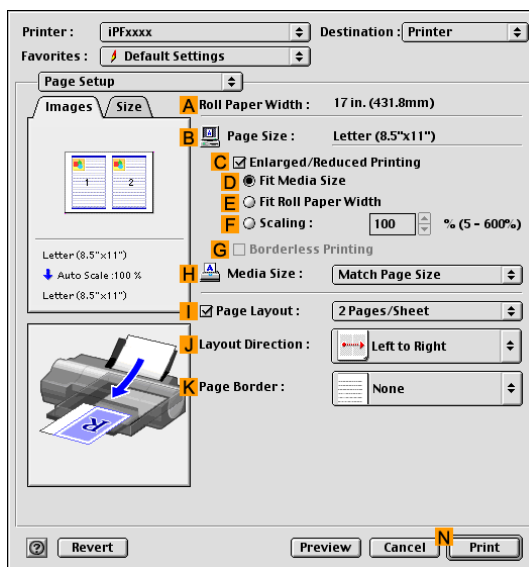 Printer : iPFxxxx Destination : Printer
Favorites : Default Settings
Page Setup
Images Size
A Roll Paper Width : 17 in. (431.8mm)
B Page Size : Letter (8.5"x11")
C Enlarged/Reduced Printing
D Fit Media Size
E Fit Roll Paper Width
F Scaling : 100 % (5 - 600%)
G Borderless Printing
H Media Size : Match Page Size
I Page Layout : 2 Pages/Sheet
J Layout Direction : Left to Right
K Page Border : None
1 2
Letter (8.5"x11")
Auto Scale :100 %
Letter (8.5"x11")
R
? Revert Preview Cancel N Print